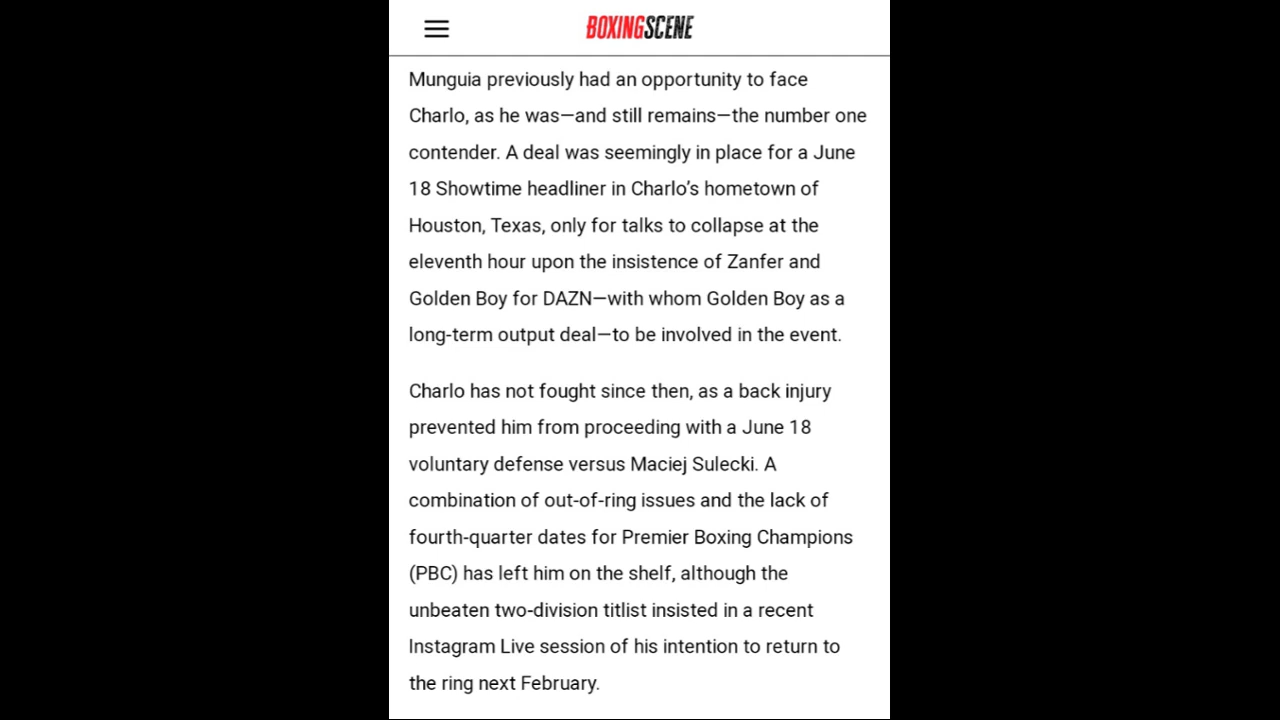 BOXINGSCENE
Munguia previously had an opportunity to face
Charlo, as he was—and still remains—the number one
contender. A deal was seemingly in place for a June
18 Showtime headliner in Charlo’s hometown of
Houston, Texas, only for talks to collapse at the
eleventh hour upon the insistence of Zanfer and
Golden Boy for DAZN—with whom Golden Boy as a
long-term output deal—to be involved in the event.
Charlo has not fought since then, as a back injury
prevented him from proceeding with a June 18
voluntary defense versus Maciej Sulecki. A
combination of out-of-ring issues and the lack of
fourth-quarter dates for Premier Boxing Champions
(PBC) has left him on the shelf, although the
unbeaten two-division titlist insisted in a recent
Instagram Live session of his intention to return to
the ring next February.